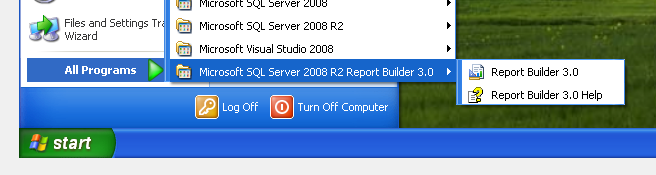 Microsoft SQL Server 2008
Files and Settings Tra
Wizard
Microsoft SQL Server 2008 R2
Microsoft Visual Studio 2008
All Programs
Microsoft SQL Server 2008 R2 Report Builder 3.0
Report Builder 3.0
Report Builder 3.0 Help
Log Off
Turn Off Computer
start